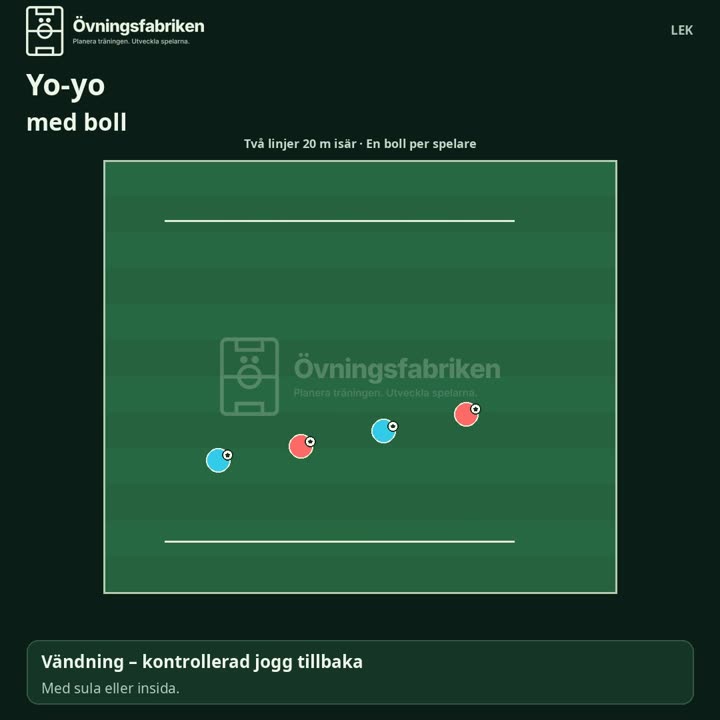 Övningsfabriken
Planera träningen. Utveckla spelarna.
LEK
Yo-yo
med boll
Två linjer 20 m isär · En boll per spelare
Övningsfabriken
Planera träningen. Utveckla spelarna.
Vändning – kontrollerad jogg tillbaka
Med sula eller insida.